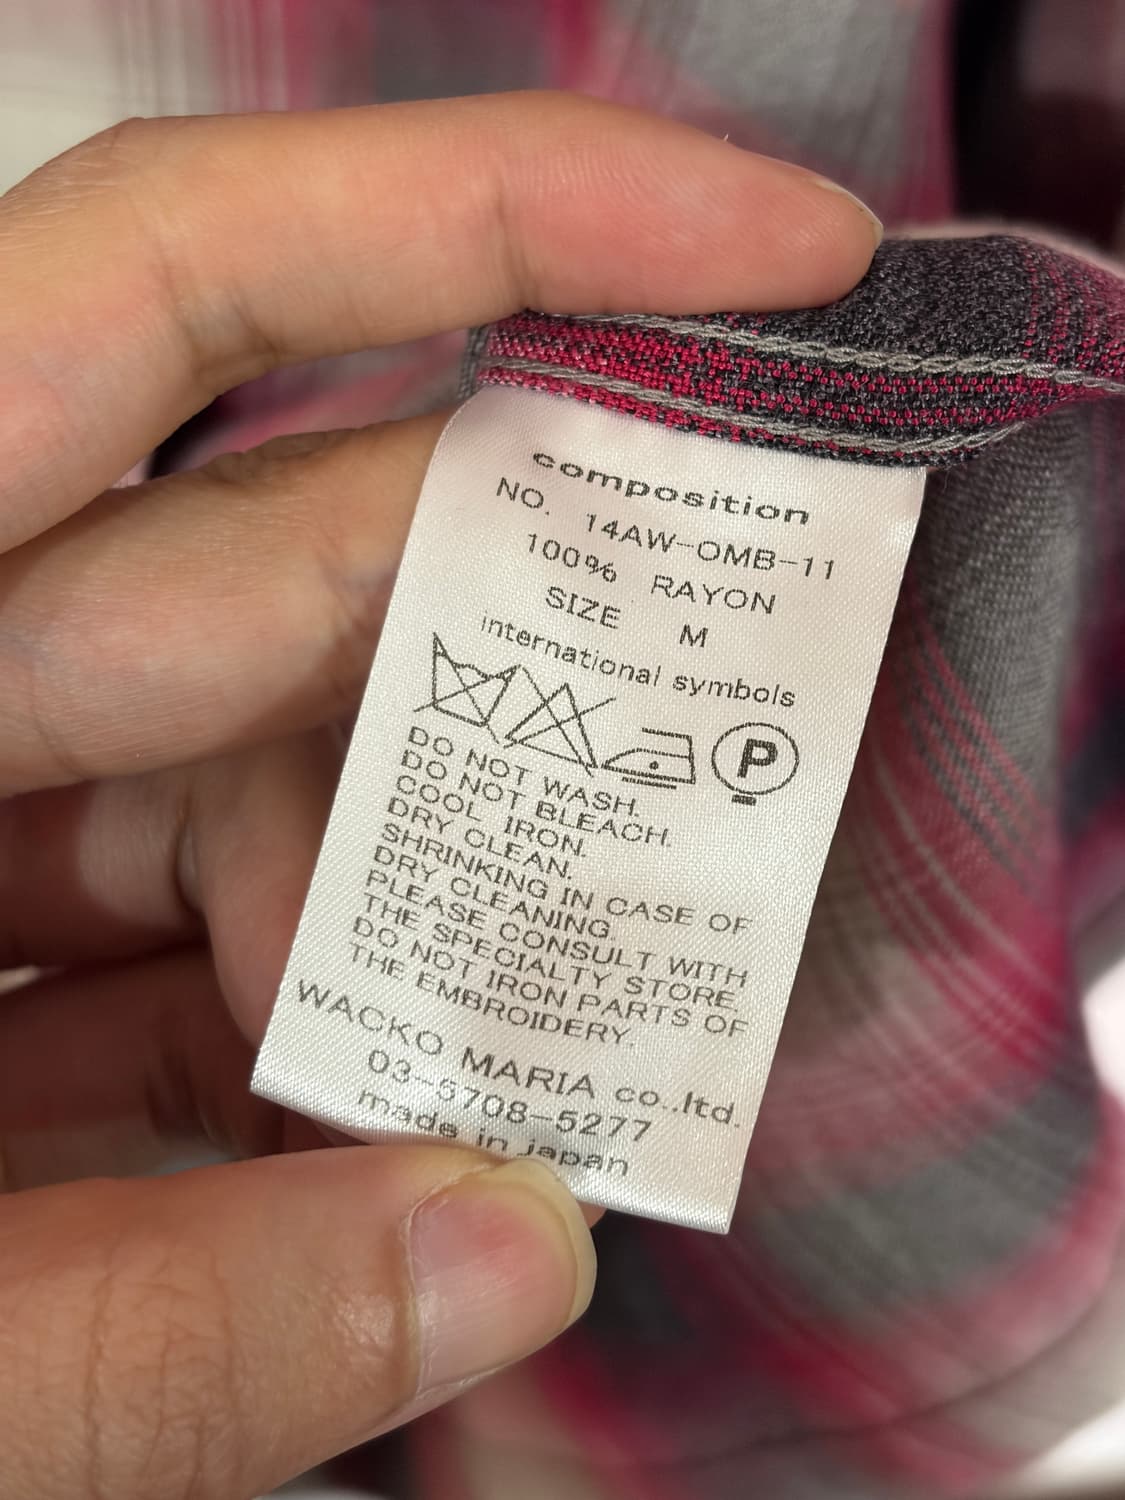 composition
NO. 14AW-OMB-11
100% RAYON
SIZE M
international symbols
P
DO NOT WASH.
DO NOT BLEACH.
COOL IRON.
DRY CLEAN.
SHRINKING IN CASE OF
DRY CLEANING.
PLEASE CONSULT WITH
THE SPECIALTY STORE.
DO NOT IRON PARTS OF
THE EMBROIDERY.
WACKO MARIA co.,ltd.
03-5708-5277
made in japan